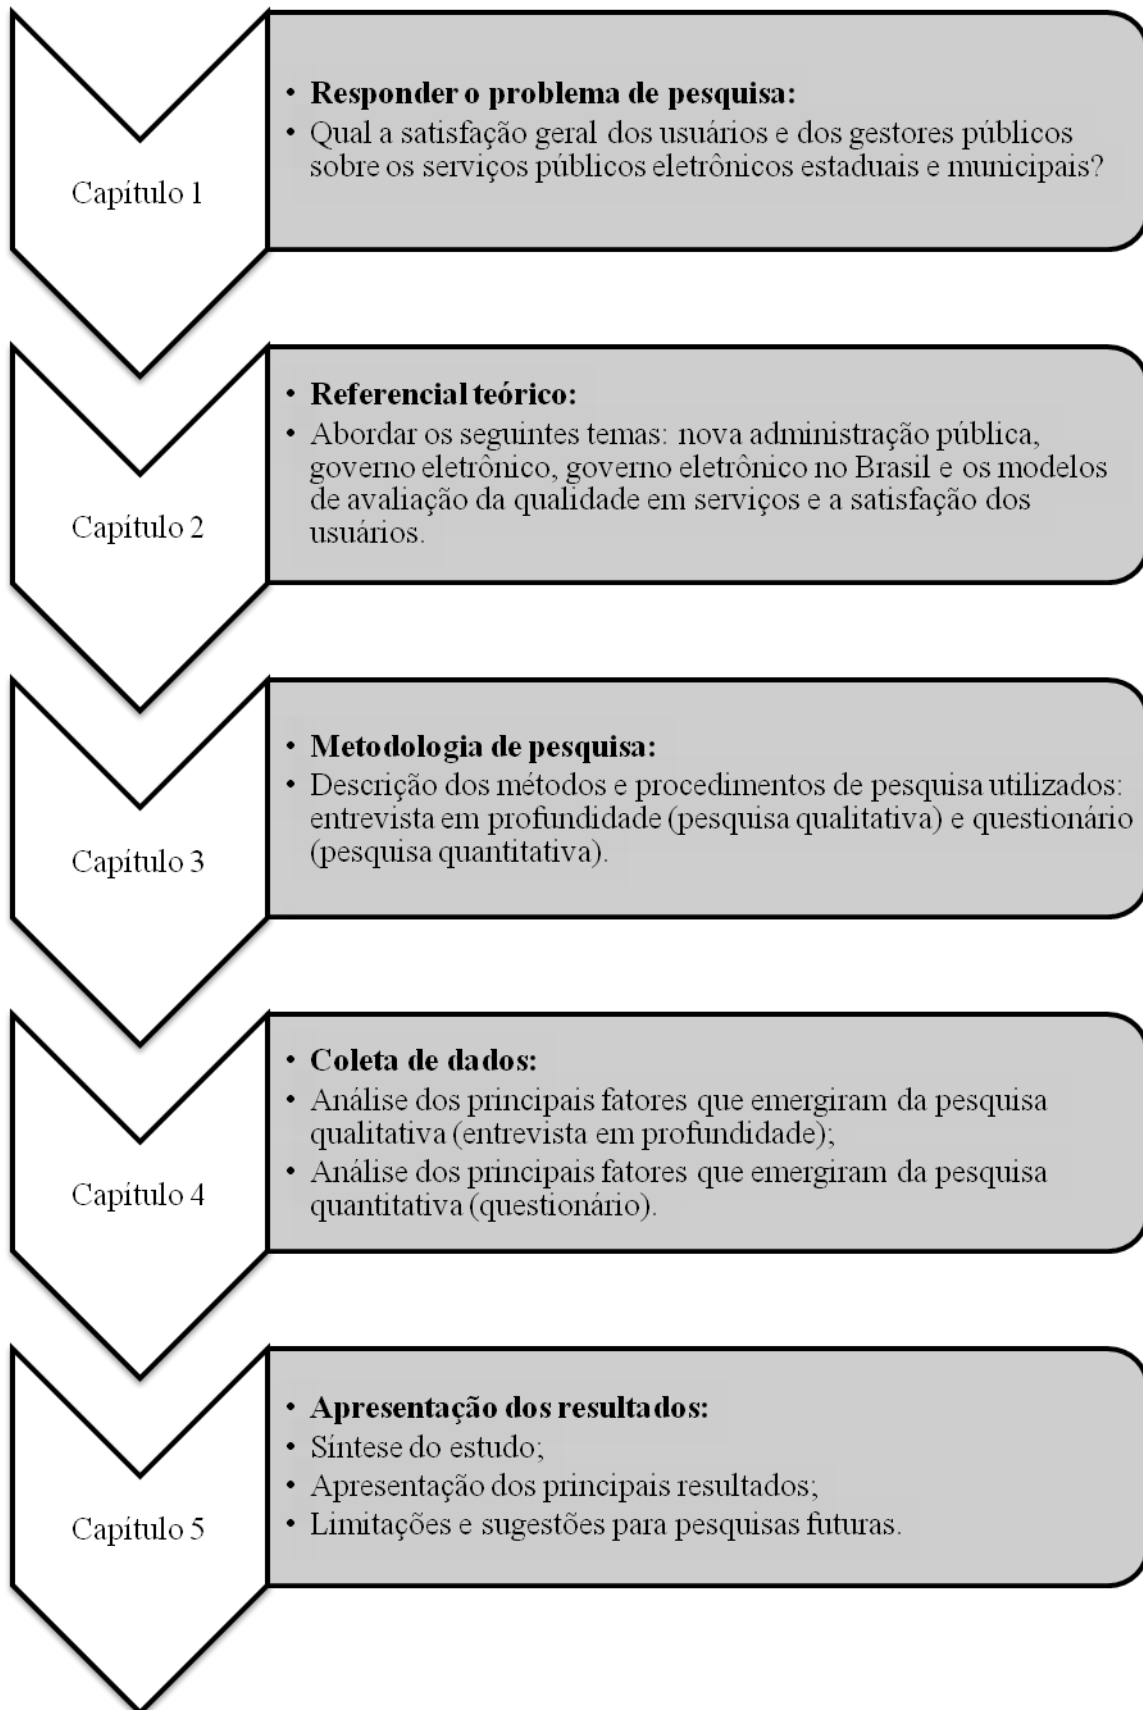 Capítulo 1
• Responder o problema de pesquisa:
• Qual a satisfação geral dos usuários e dos gestores públicos
sobre os serviços públicos eletrônicos estaduais e municipais?
Capítulo 2
• Referencial teórico:
• Abordar os seguintes temas: nova administração pública,
governo eletrônico, governo eletrônico no Brasil e os modelos
de avaliação da qualidade em serviços e a satisfação dos
usuários.
Capítulo 3
• Metodologia de pesquisa:
• Descrição dos métodos e procedimentos de pesquisa utilizados:
entrevista em profundidade (pesquisa qualitativa) e questionário
(pesquisa quantitativa).
Capítulo 4
• Coleta de dados:
• Análise dos principais fatores que emergiram da pesquisa
qualitativa (entrevista em profundidade);
• Análise dos principais fatores que emergiram da pesquisa
quantitativa (questionário).
Capítulo 5
• Apresentação dos resultados:
• Síntese do estudo;
• Apresentação dos principais resultados;
• Limitações e sugestões para pesquisas futuras.